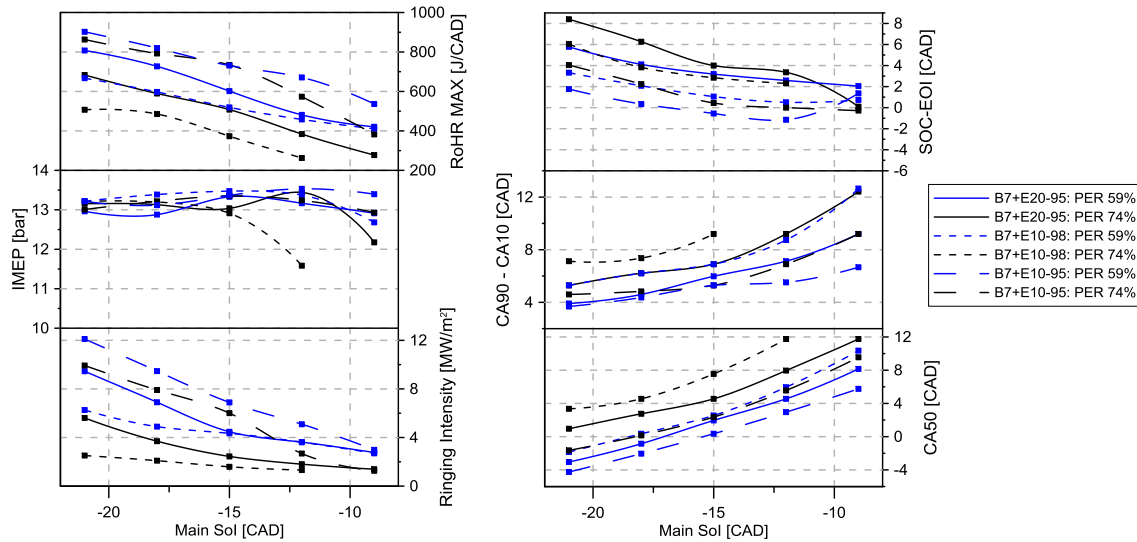 1000
800
600
400
200
RoHR MAX [J/CAD]
14
13
12
11
10
IMEP [bar]
12
8
4
0
Ringing Intensity [MW/m²]
-20
-15
-10
Main SoI [CAD]
8
6
4
2
0
-2
-4
-6
SOC-EOI [CAD]
12
8
4
CA90 - CA10 [CAD]
12
8
4
0
-4
CA50 [CAD]
-20
-15
-10
Main SoI [CAD]
B7+E20-95: PER 59%
B7+E20-95: PER 74%
B7+E10-98: PER 59%
B7+E10-98: PER 74%
B7+E10-95: PER 59%
B7+E10-95: PER 74%